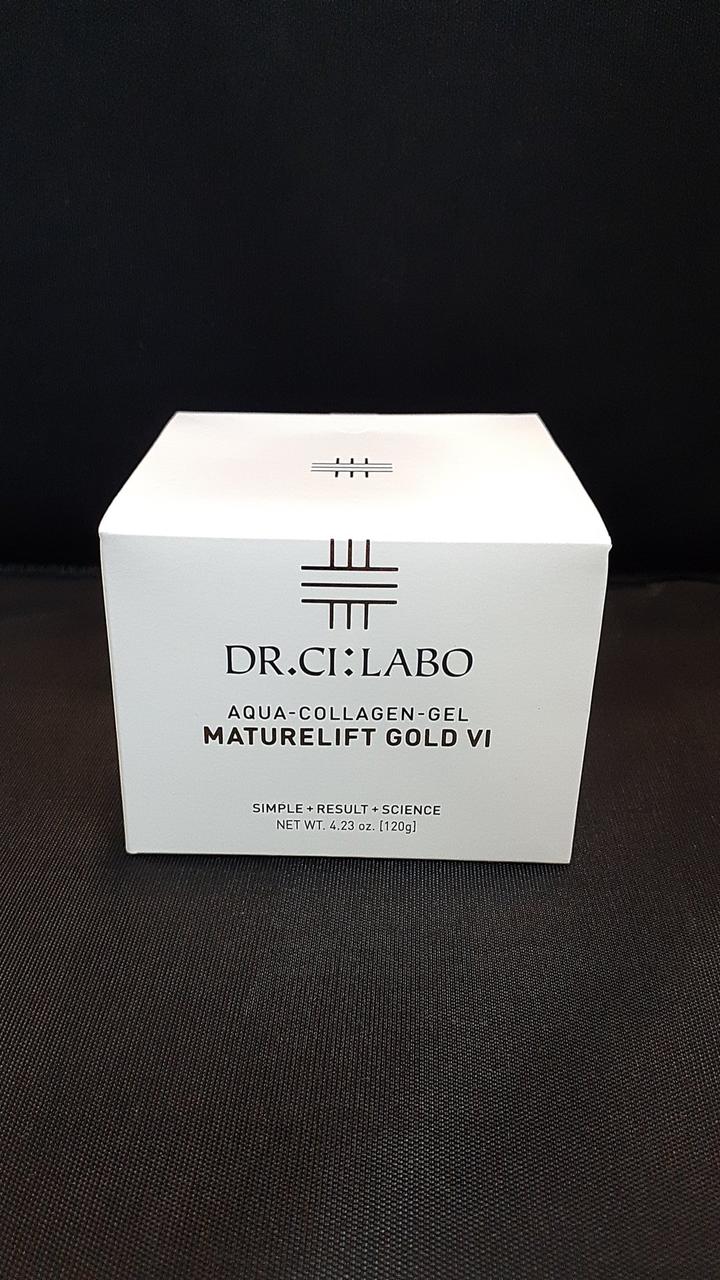 DR.CI:LABO
AQUA-COLLAGEN-GEL
MATURELIFT GOLD VI
SIMPLE+RESULT+SCIENCE
NET WT. 4.23 oz. [120g]